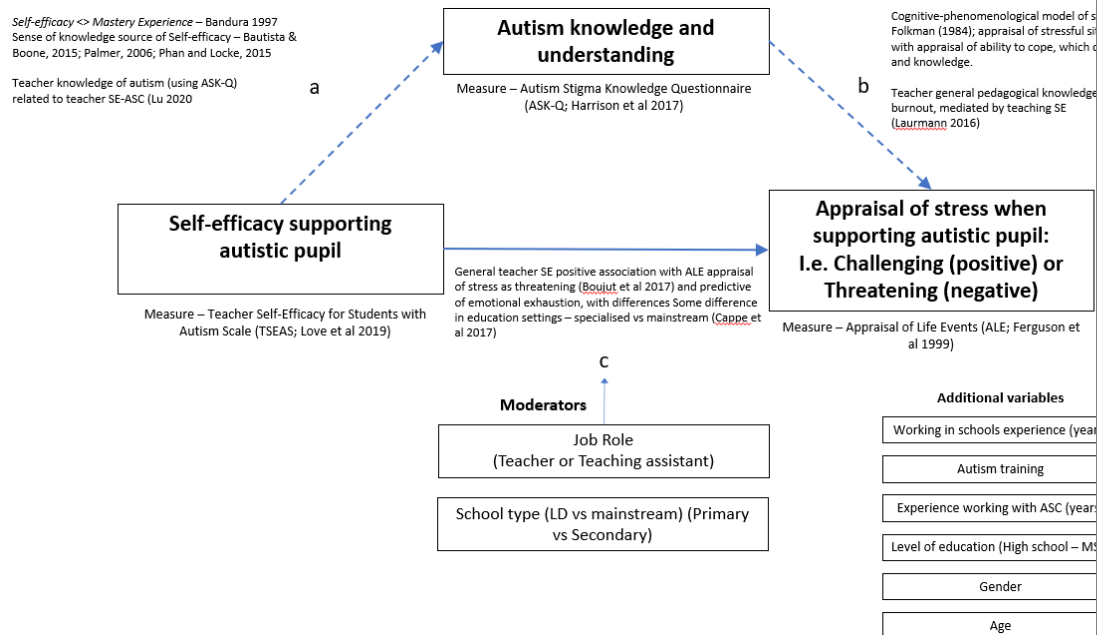 Self-efficacy <> Mastery Experience – Bandura 1997
Sense of knowledge source of Self-efficacy – Bautista &
Boone, 2015; Palmer, 2006; Phan and Locke, 2015
Teacher knowledge of autism (using ASK-Q)
related to teacher SE-ASC (Lu 2020
a
Autism knowledge and
understanding
Measure – Autism Stigma Knowledge Questionnaire
(ASK-Q; Harrison et al 2017)
b
Cognitive-phenomenological model of s
Folkman (1984); appraisal of stressful si
with appraisal of ability to cope, which
and knowledge.
Teacher general pedagogical knowledge
burnout, mediated by teaching SE
(Laurmann 2016)
Self-efficacy supporting
autistic pupil
Measure – Teacher Self-Efficacy for Students with
Autism Scale (TSEAS; Love et al 2019)
General teacher SE positive association with ALE appraisal
of stress as threatening (Boujut et al 2017) and predictive
of emotional exhaustion, with differences Some difference
in education settings – specialised vs mainstream (Cappe et
al 2017)
c
Appraisal of stress when
supporting autistic pupil:
I.e. Challenging (positive) or
Threatening (negative)
Measure – Appraisal of Life Events (ALE; Ferguson et
al 1999)
Moderators
Job Role
(Teacher or Teaching assistant)
School type (LD vs mainstream) (Primary
vs Secondary)
Additional variables
Working in schools experience (year
Autism training
Experience working with ASC (years
Level of education (High school – MS
Gender
Age